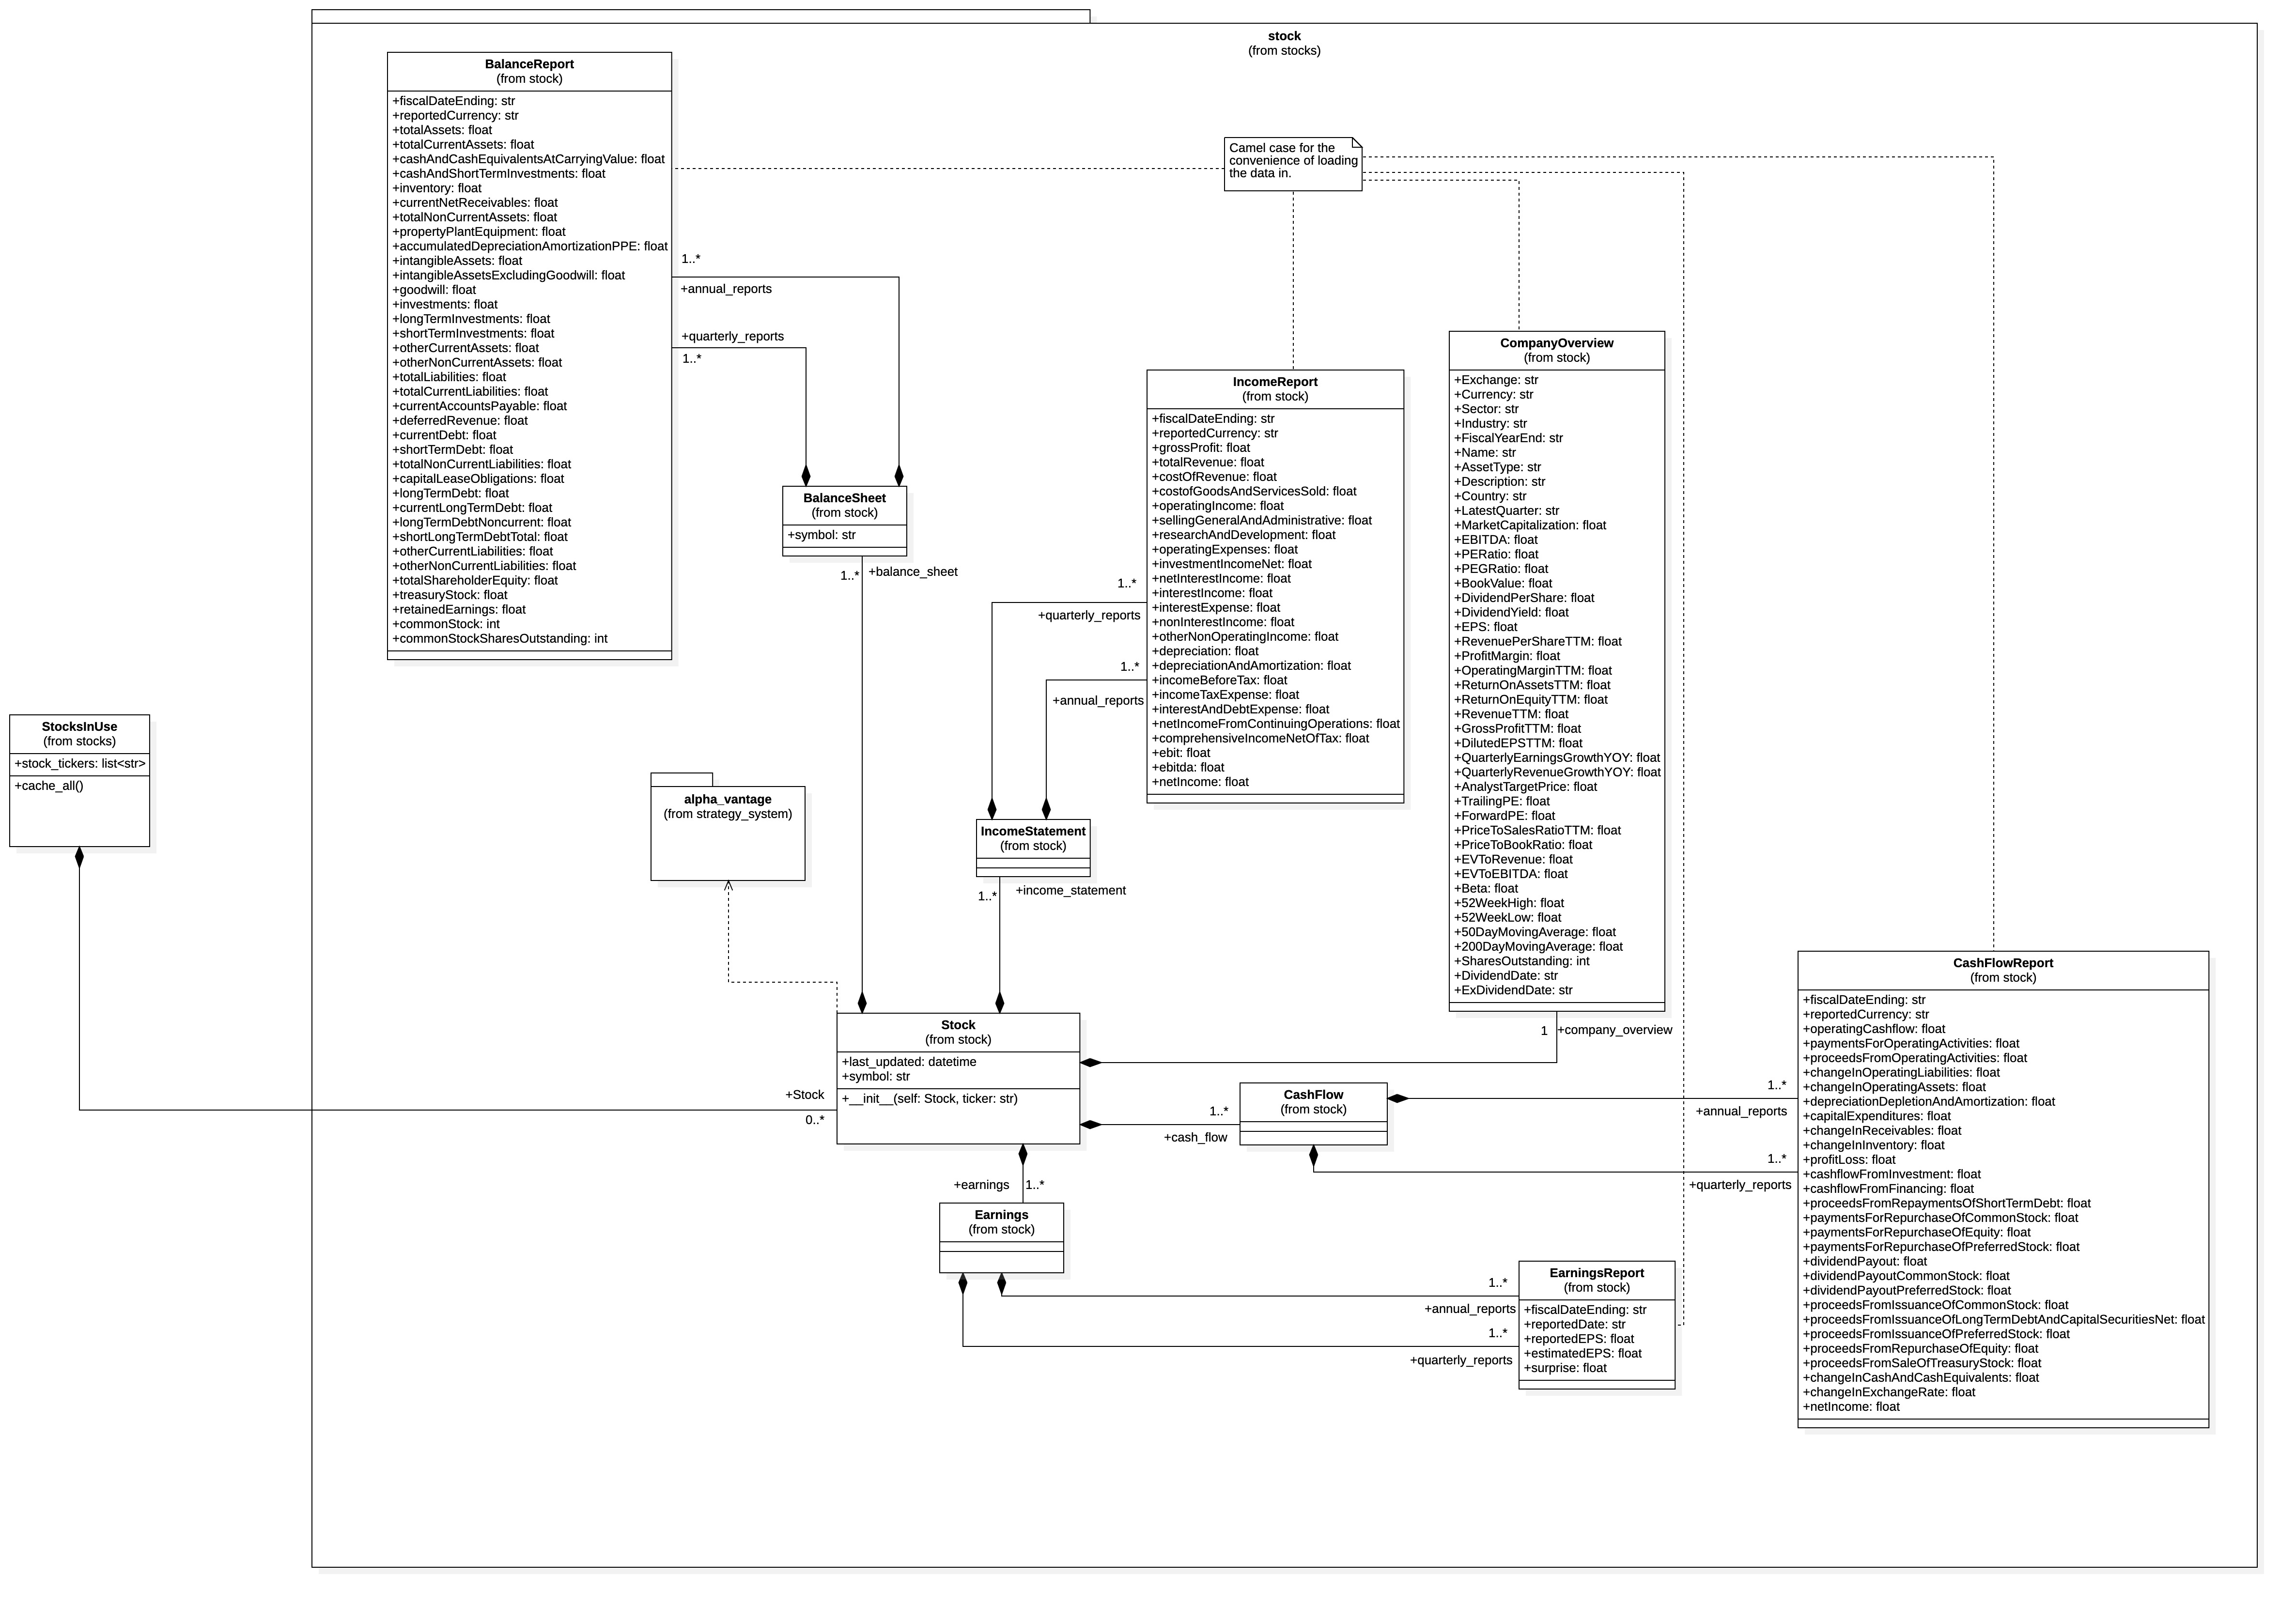 stock
(from stocks)
BalanceReport
(from stock)
+fiscalDateEnding: str
+reportedCurrency: str
+totalAssets: float
+totalCurrentAssets: float
+cashAndCashEquivalentsAtCarryingValue: float
+cashAndShortTermInvestments: float
+inventory: float
+currentNetReceivables: float
+totalNonCurrentAssets: float
+propertyPlantEquipment: float
+accumulatedDepreciationAmortizationPPE: float
+intangibleAssets: float
+intangibleAssetsExcludingGoodwill: float
+goodwill: float
+investments: float
+longTermInvestments: float
+shortTermInvestments: float
+otherCurrentAssets: float
+otherNonCurrentAssets: float
+totalLiabilities: float
+totalCurrentLiabilities: float
+currentAccountsPayable: float
+deferredRevenue: float
+currentDebt: float
+shortTermDebt: float
+totalNonCurrentLiabilities: float
+capitalLeaseObligations: float
+longTermDebt: float
+currentLongTermDebt: float
+longTermDebtNoncurrent: float
+shortLongTermDebtTotal: float
+otherCurrentLiabilities: float
+otherNonCurrentLiabilities: float
+totalShareholderEquity: float
+treasuryStock: float
+retainedEarnings: float
+commonStock: int
+commonStockSharesOutstanding: int
Camel case for the
convenience of loading
the data in.
1..*
+annual_reports
+quarterly_reports
1..*
BalanceSheet
(from stock)
+symbol: str
1..*
+balance_sheet
IncomeReport
(from stock)
+fiscalDateEnding: str
+reportedCurrency: str
+grossProfit: float
+totalRevenue: float
+costOfRevenue: float
+costofGoodsAndServicesSold: float
+operatingIncome: float
+sellingGeneralAndAdministrative: float
+researchAndDevelopment: float
+operatingExpenses: float
+investmentIncomeNet: float
+netInterestIncome: float
+interestIncome: float
+interestExpense: float
+nonInterestIncome: float
+otherNonOperatingIncome: float
+depreciation: float
+depreciationAndAmortization: float
+incomeBeforeTax: float
+incomeTaxExpense: float
+interestAndDebtExpense: float
+netIncomeFromContinuingOperations: float
+comprehensiveIncomeNetOfTax: float
+ebit: float
+ebitda: float
+netIncome: float
1..*
+quarterly_reports
1..*
+annual_reports
CompanyOverview
(from stock)
+Exchange: str
+Currency: str
+Sector: str
+Industry: str
+FiscalYearEnd: str
+Name: str
+AssetType: str
+Description: str
+Country: str
+LatestQuarter: str
+MarketCapitalization: float
+EBITDA: float
+PERatio: float
+PEGRatio: float
+BookValue: float
+DividendPerShare: float
+DividendYield: float
+EPS: float
+RevenuePerShareTTM: float
+ProfitMargin: float
+OperatingMarginTTM: float
+ReturnOnAssetsTTM: float
+ReturnOnEquityTTM: float
+RevenueTTM: float
+GrossProfitTTM: float
+DilutedEPSTTM: float
+QuarterlyEarningsGrowthYOY: float
+QuarterlyRevenueGrowthYOY: float
+AnalystTargetPrice: float
+TrailingPE: float
+ForwardPE: float
+PriceToSalesRatioTTM: float
+PriceToBookRatio: float
+EVToRevenue: float
+EVToEBITDA: float
+Beta: float
+52WeekHigh: float
+52WeekLow: float
+50DayMovingAverage: float
+200DayMovingAverage: float
+SharesOutstanding: int
+DividendDate: str
+ExDividendDate: str
1
+company_overview
StocksInUse
(from stocks)
+stock_tickers: list<str>
+cache_all()
alpha_vantage
(from strategy_system)
IncomeStatement
(from stock)
1..*
+income_statement
Stock
(from stock)
+last_updated: datetime
+symbol: str
+__init__(self: Stock, ticker: str)
+Stock
0..*
1..*
+cash_flow
CashFlow
(from stock)
1..*
+annual_reports
1..*
+quarterly_reports
CashFlowReport
(from stock)
+fiscalDateEnding: str
+reportedCurrency: str
+operatingCashflow: float
+paymentsForOperatingActivities: float
+proceedsFromOperatingActivities: float
+changeInOperatingLiabilities: float
+changeInOperatingAssets: float
+depreciationDepletionAndAmortization: float
+capitalExpenditures: float
+changeInReceivables: float
+changeInInventory: float
+profitLoss: float
+cashflowFromInvestment: float
+cashflowFromFinancing: float
+proceedsFromRepaymentsOfShortTermDebt: float
+paymentsForRepurchaseOfCommonStock: float
+paymentsForRepurchaseOfEquity: float
+paymentsForRepurchaseOfPreferredStock: float
+dividendPayout: float
+dividendPayoutCommonStock: float
+dividendPayoutPreferredStock: float
+proceedsFromIssuanceOfCommonStock: float
+proceedsFromIssuanceOfLongTermDebtAndCapitalSecuritiesNet: float
+proceedsFromIssuanceOfPreferredStock: float
+proceedsFromRepurchaseOfEquity: float
+proceedsFromSaleOfTreasuryStock: float
+changeInCashAndCashEquivalents: float
+changeInExchangeRate: float
+netIncome: float
+earnings
1..*
Earnings
(from stock)
1..*
+annual_reports
1..*
+quarterly_reports
EarningsReport
(from stock)
+fiscalDateEnding: str
+reportedDate: str
+reportedEPS: float
+estimatedEPS: float
+surprise: float